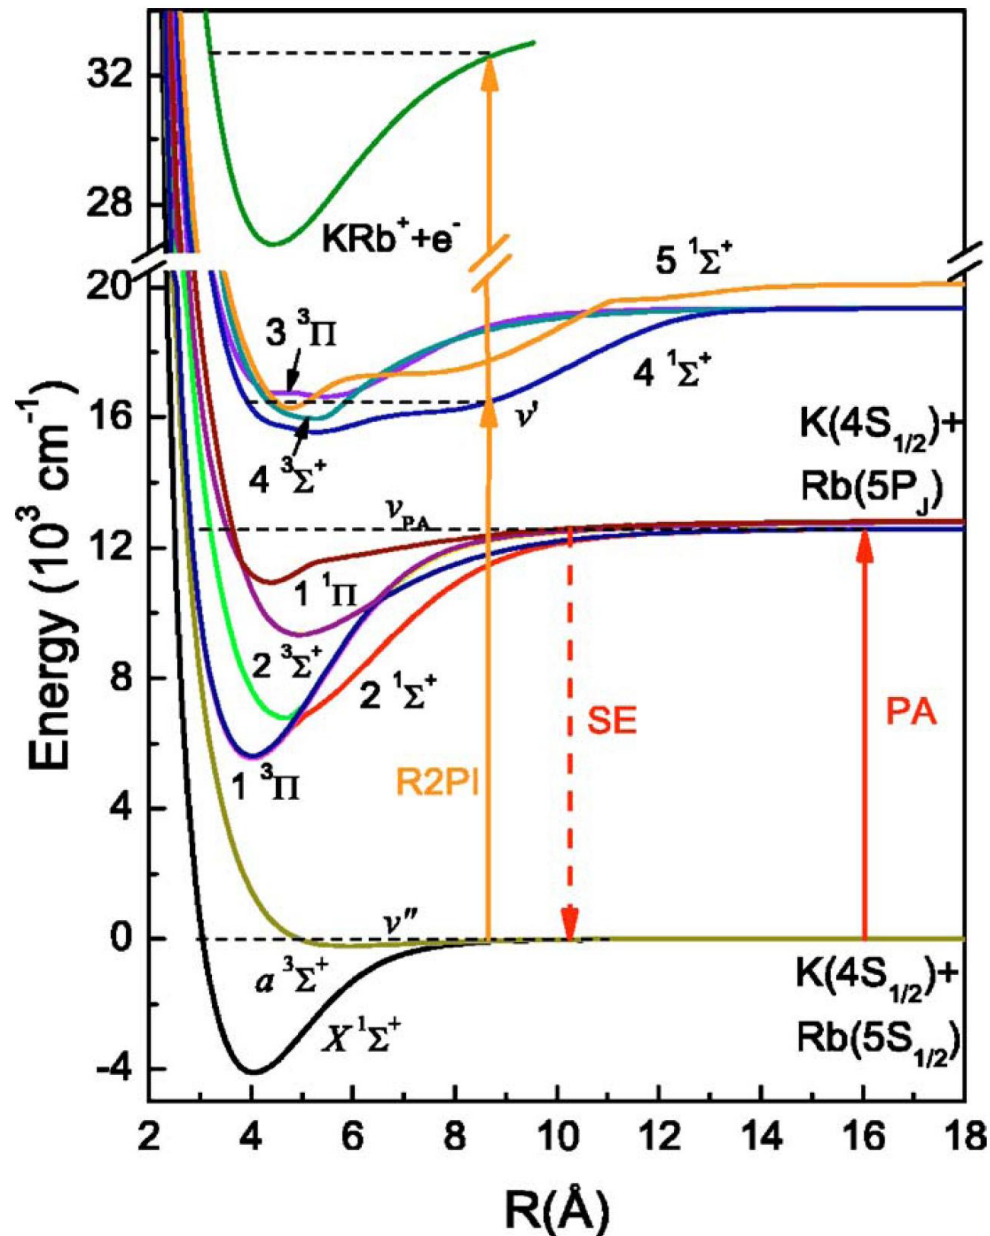 32
28
KRb⁺+e⁻
20
16
12
8
4
0
-4
Energy (10³ cm⁻¹)
5 ¹Σ⁺
3 ³Π
4 ¹Σ⁺
ν'
4 ³Σ⁺
K(4S₁/₂)+
Rb(5P_J)
ν_PA
1 ¹Π
2 ³Σ⁺
2 ¹Σ⁺
SE
PA
1 ³Π
R2PI
ν''
a ³Σ⁺
X ¹Σ⁺
K(4S₁/₂)+
Rb(5S₁/₂)
2 4 6 8 10 12 14 16 18
R(Å)